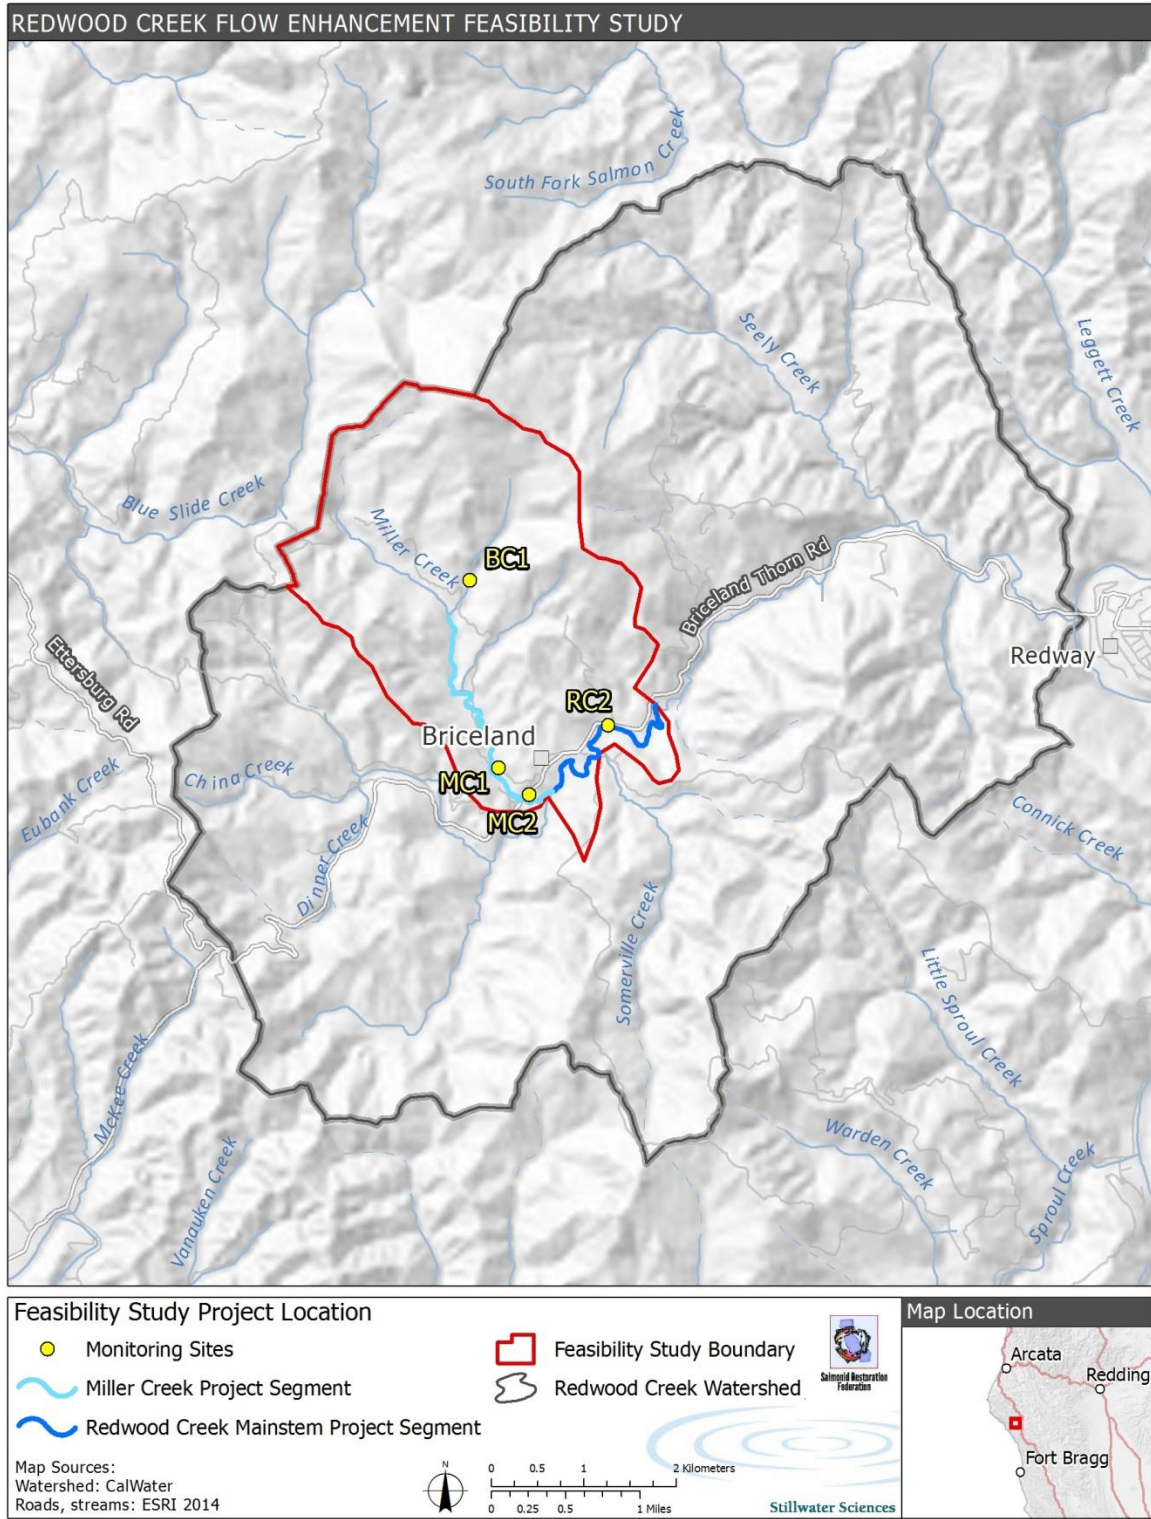 REDWOOD CREEK FLOW ENHANCEMENT FEASIBILITY STUDY
South Fork Salmon Creek
Seely Creek
Leggett Creek
Blue Slide Creek
Miller Creek
BC1
Briceland Thorn Rd
Ettersburg Rd
Redway
RC2
Briceland
MC1
MC2
China Creek
Eubank Creek
Dinner Creek
Connick Creek
Somerville Creek
Little Sproul Creek
McKee Creek
Vanauken Creek
Warden Creek
Sproul Creek
Feasibility Study Project Location
Monitoring Sites
Miller Creek Project Segment
Redwood Creek Mainstem Project Segment
Feasibility Study Boundary
Redwood Creek Watershed
Salmonid Restoration
Federation
Map Sources:
Watershed: CalWater
Roads, streams: ESRI 2014
N
0 0.5 1 2 Kilometers
0 0.25 0.5 1 Miles
Stillwater Sciences
Map Location
Arcata
Redding
Fort Bragg